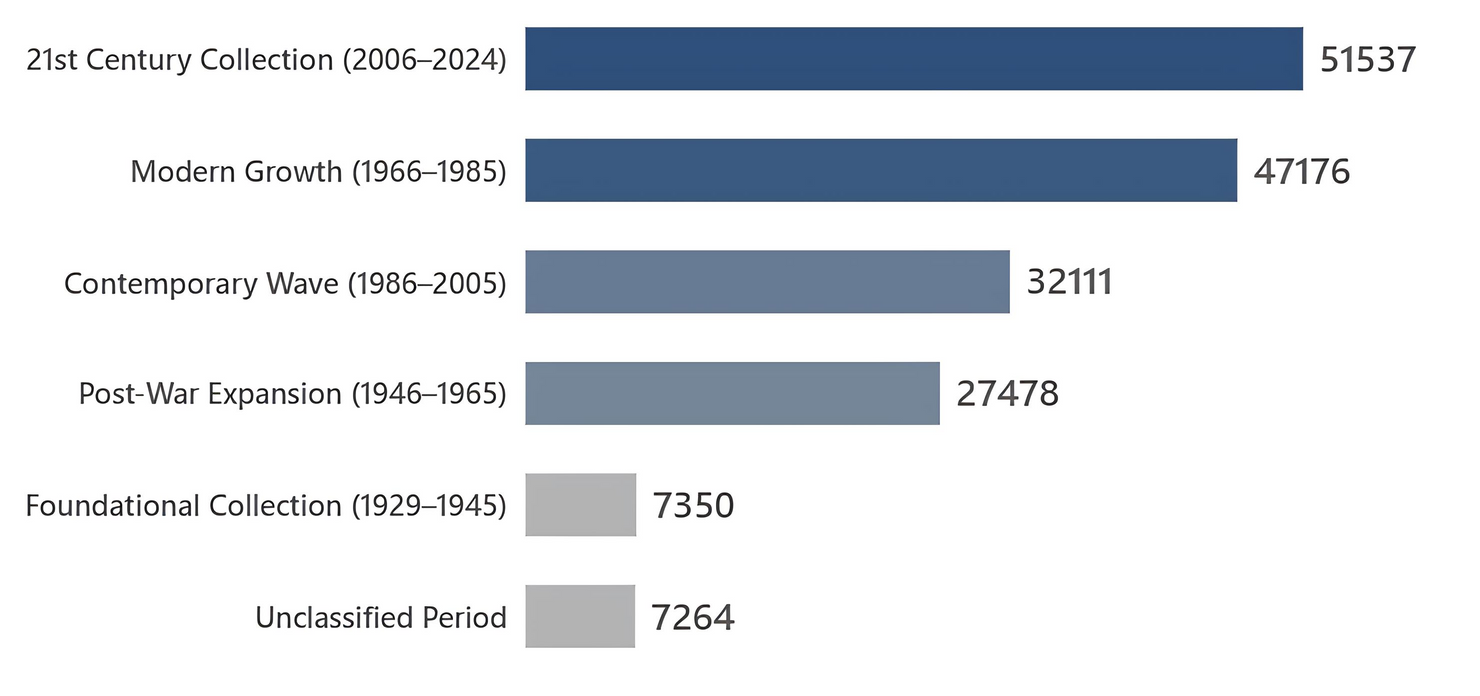 21st Century Collection (2006–2024) 51537
Modern Growth (1966–1985) 47176
Contemporary Wave (1986–2005) 32111
Post-War Expansion (1946–1965) 27478
Foundational Collection (1929–1945) 7350
Unclassified Period 7264